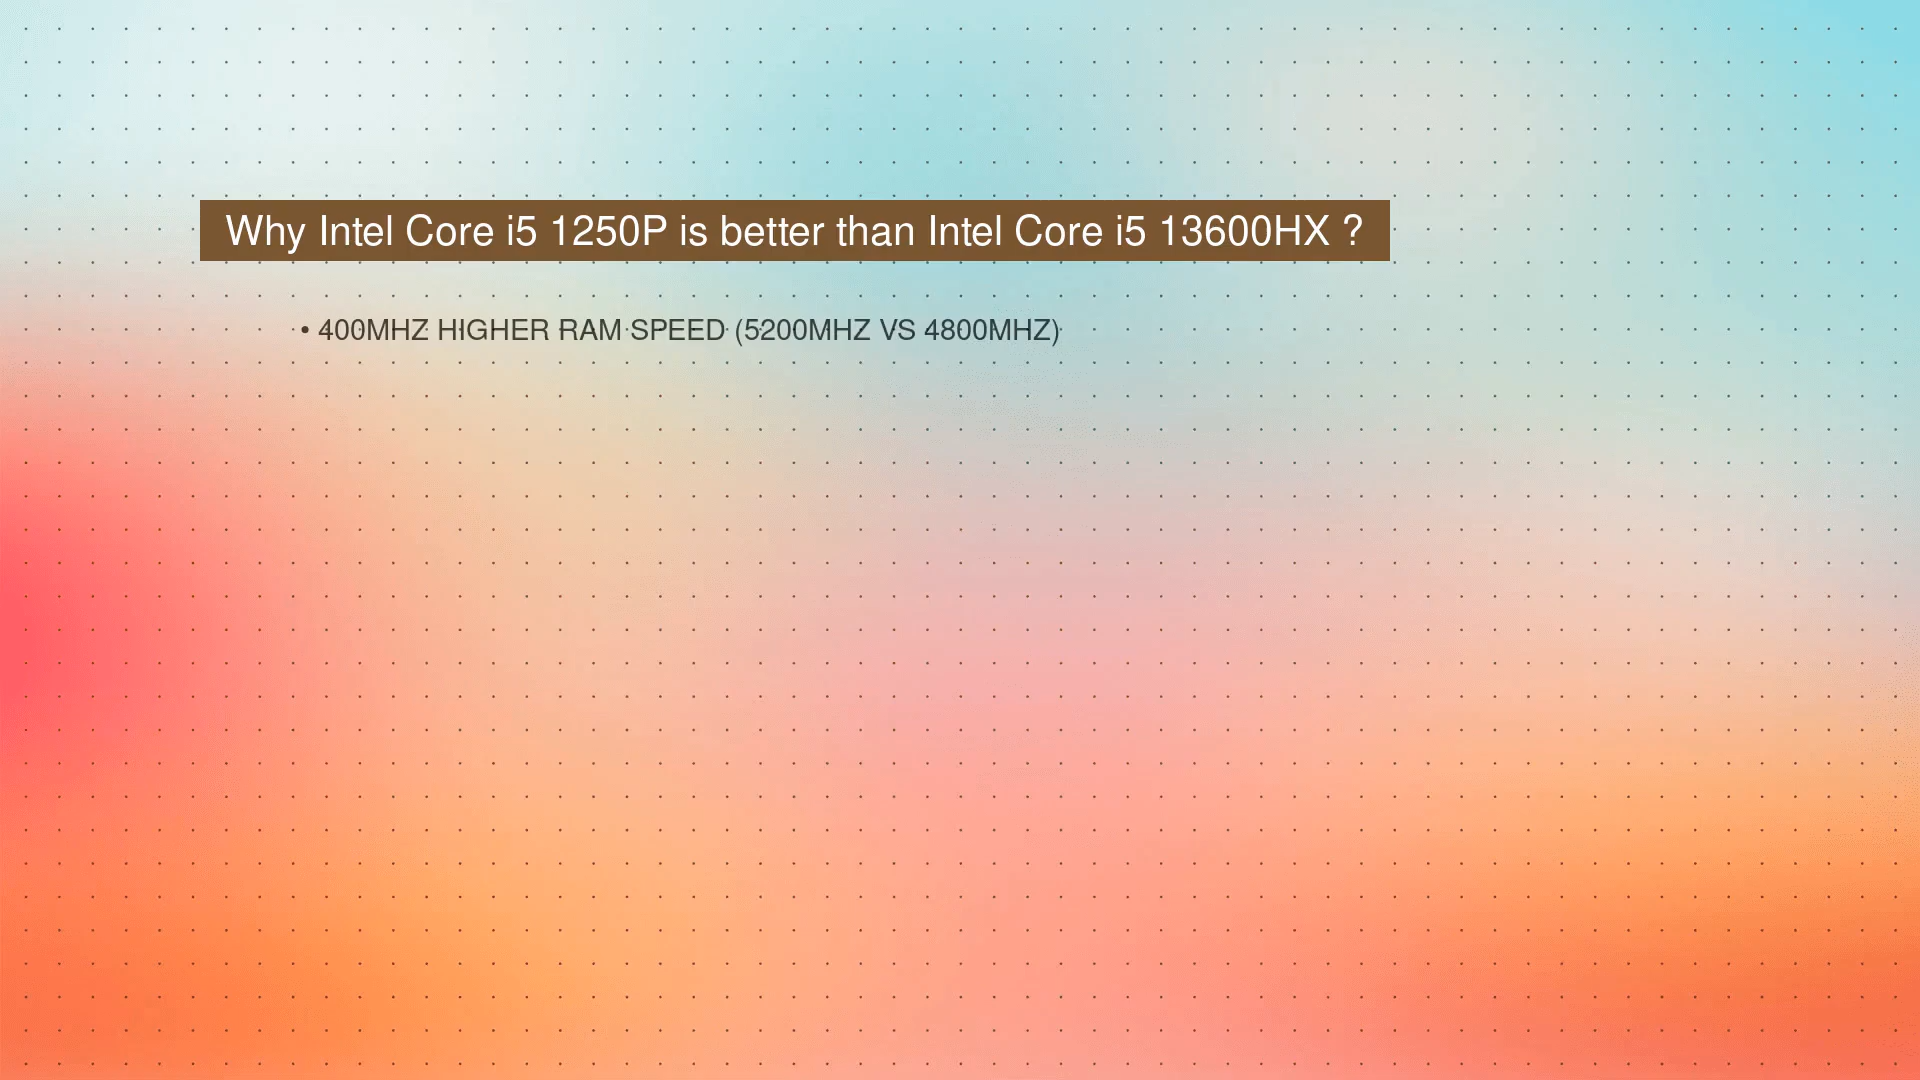 Why Intel Core i5 1250P is better than Intel Core i5 13600HX ?
• 400MHZ HIGHER RAM SPEED (5200MHZ VS 4800MHZ)